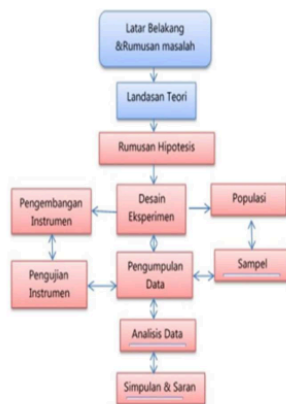 Latar Belakang
&Rumusan masalah
Landasan Teori
Rumusan Hipotesis
Pengembangan
Instrumen
Desain
Eksperimen
Populasi
Pengujian
Instrumen
Pengumpulan
Data
Sampel
Analisis Data
Simpulan & Saran